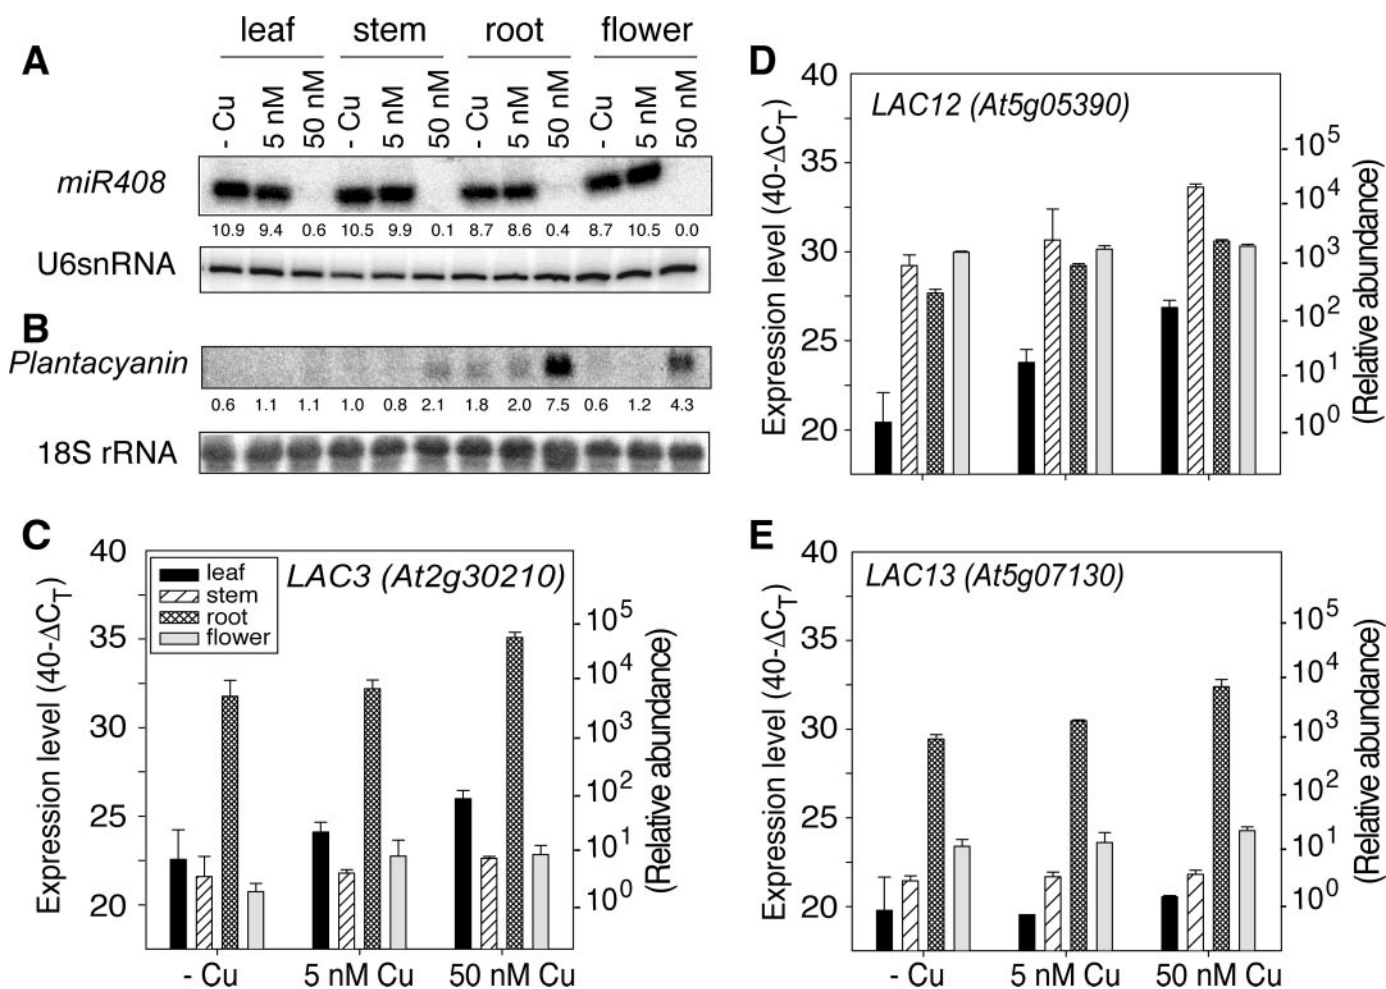 A
leaf stem root flower
- Cu 5 nM 50 nM - Cu 5 nM 50 nM - Cu 5 nM 50 nM - Cu 5 nM 50 nM
miR408
10.9 9.4 0.6 10.5 9.9 0.1 8.7 8.6 0.4 8.7 10.5 0.0
U6snRNA
B
Plantacyanin
0.6 1.1 1.1 1.0 0.8 2.1 1.8 2.0 7.5 0.6 1.2 4.3
18S rRNA
C
LAC3 (At2g30210)
leaf
stem
root
flower
Expression level (40-ΔC_T)
40
35
30
25
20
10^5
10^4
10^3
10^2
10^1
10^0
(Relative abundance)
- Cu 5 nM Cu 50 nM Cu
D
LAC12 (At5g05390)
Expression level (40-ΔC_T)
40
35
30
25
20
10^5
10^4
10^3
10^2
10^1
10^0
(Relative abundance)
E
LAC13 (At5g07130)
Expression level (40-ΔC_T)
40
35
30
25
20
10^5
10^4
10^3
10^2
10^1
10^0
(Relative abundance)
- Cu 5 nM Cu 50 nM Cu